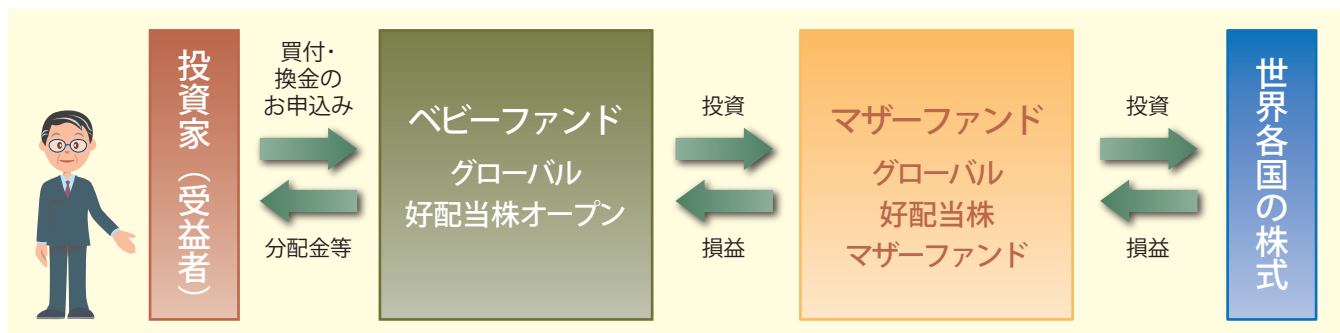 投資家（受益者）
買付・
換金の
お申込み
分配金等
ベビーファンド
グローバル
好配当株オープン
投資
損益
マザーファンド
グローバル
好配当株
マザーファンド
投資
損益
世界各国の株式